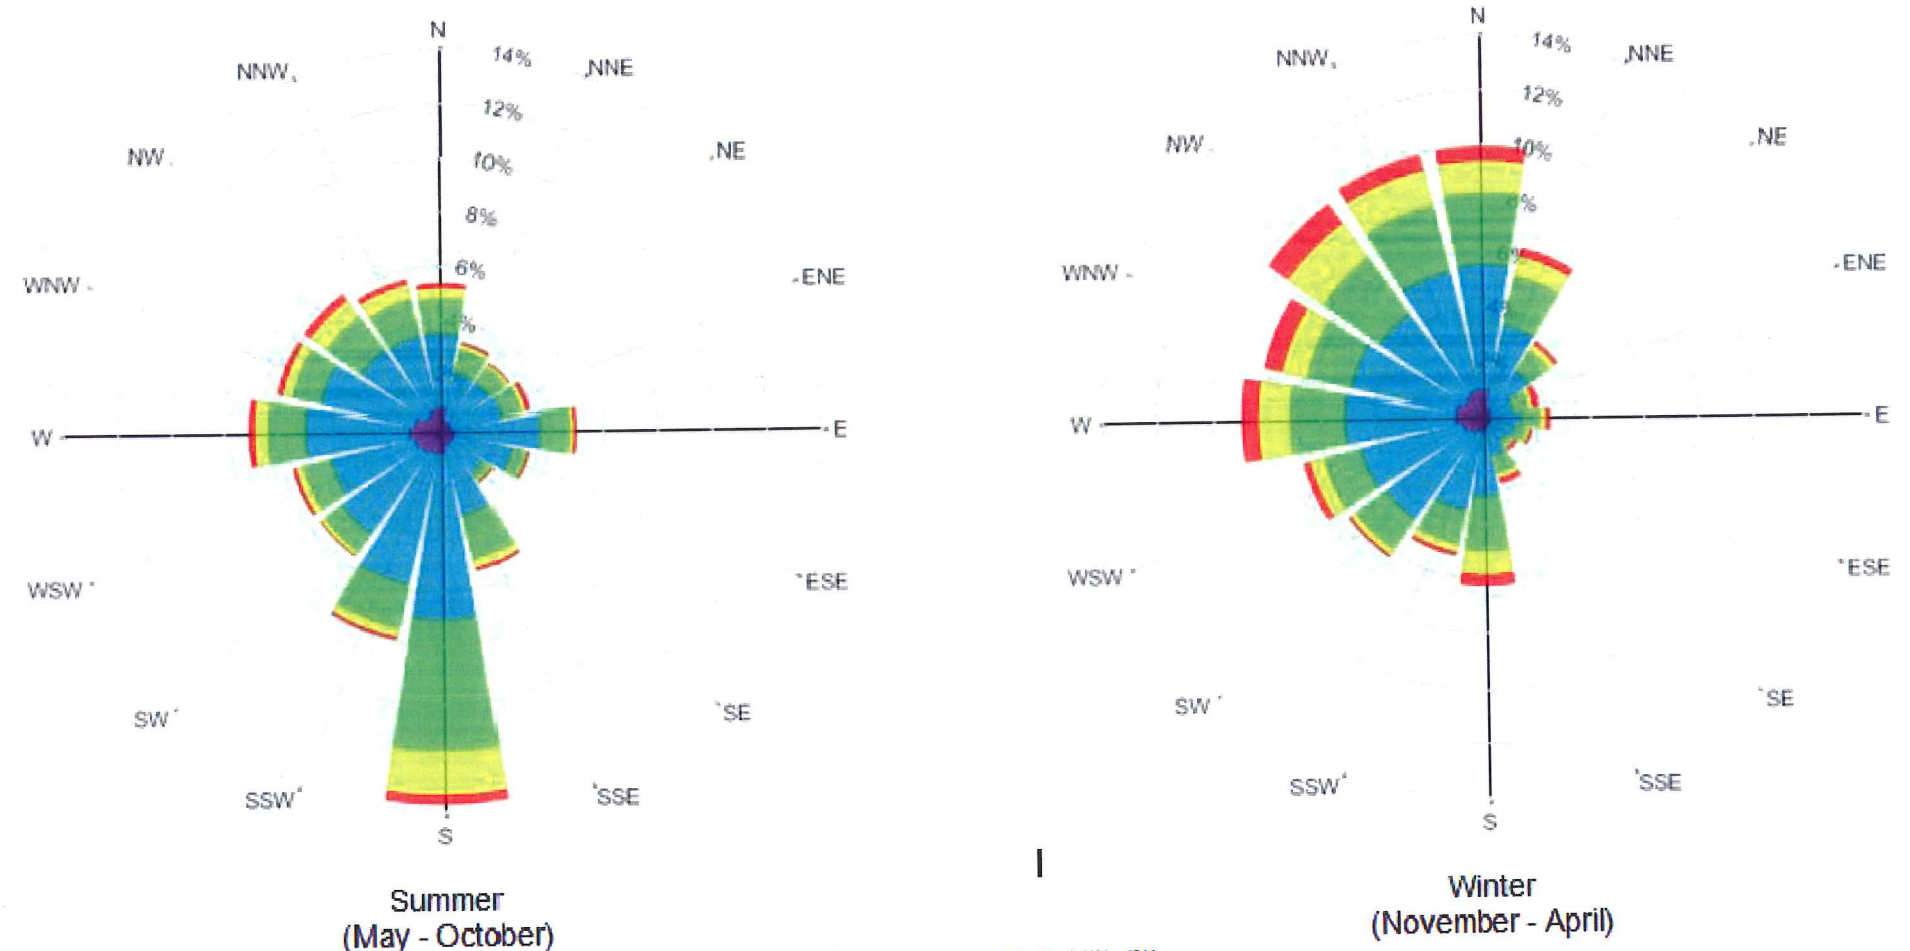 N
14%
NNW
NNE
12%
NW
NE
10%
8%
WNW
6%
ENE
%
W
E
WSW
ESE
SW
SE
SSW
SSE
S
Summer
(May - October)
N
14%
NNW
NNE
12%
NW
NE
10%
8%
WNW
6%
ENE
W
E
WSW
ESE
SW
SE
SSW
SSE
S
Winter
(November - April)